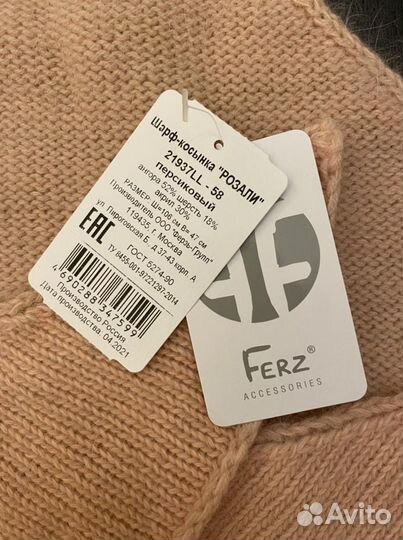 Шарф-косынка "РОЗАЛИ"
21937LL - 58
персиковый
ангора 52% шерсть 18%
акрил 30%
РАЗМЕР: Ш=106 см В= 47 см
Производитель ООО "Ферзь-Групп"
119435, г. Москва
ул. Б. Пироговская, д.37-43 корп. А
EAC
ГОСТ 5274-90
ТУ 8455-001-97221297-2014
4690288347599
Производство Россия
Дата производства: 04.2021
FERZ®
ACCESSORIES
Avito